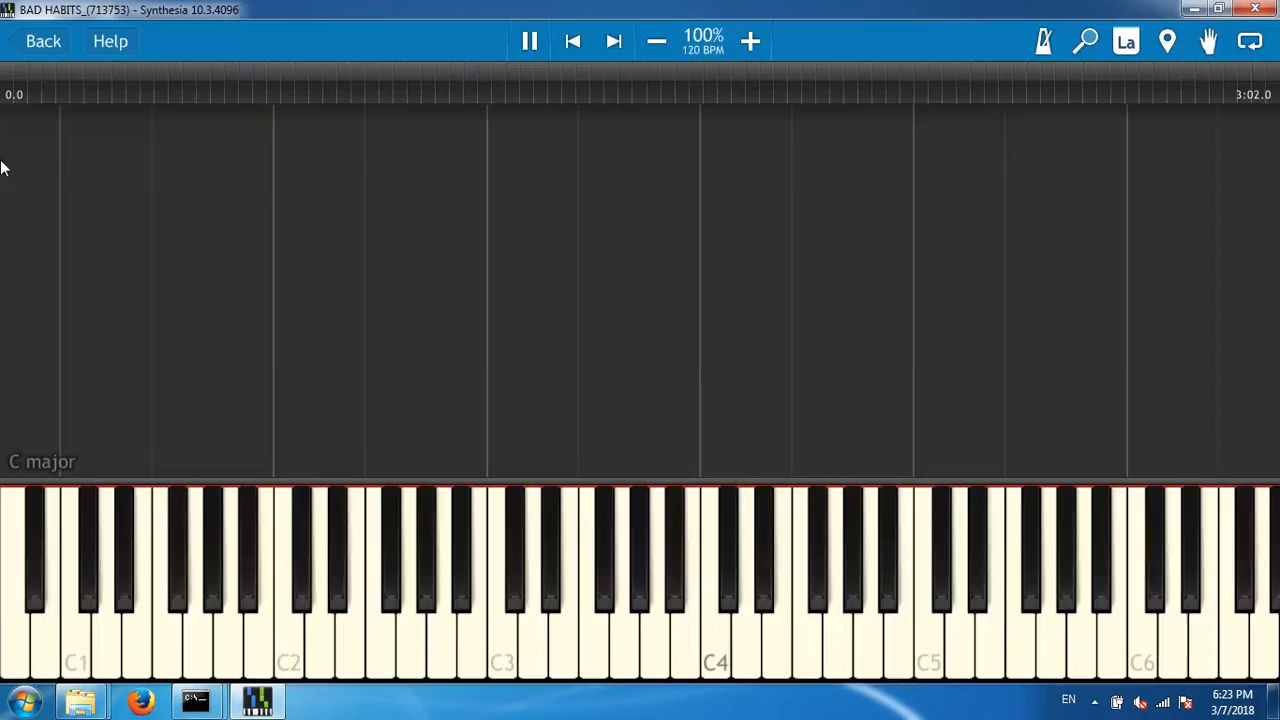 BAD HABITS_(713753) - Synthesia 10.3.4096
Back Help 100% La
120 BPM
0,0 3:02.0
C major
C1 C2 C3 C4 C5 C6
C:\
EN 6:23 PM
3/7/2018